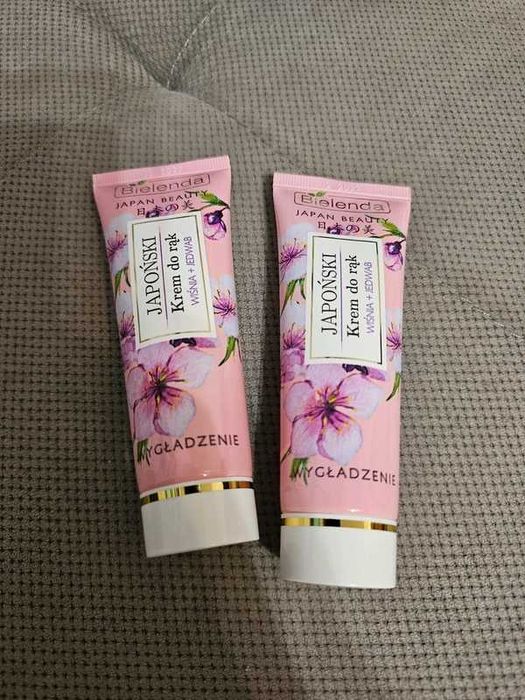 Bielenda
JAPAN BEAUTY
日本の美
JAPOŃSKI
Krem do rąk
WIŚNIA + JEDWAB
WYGŁADZENIE
Bielenda
JAPAN BEAUTY
日本の美
JAPOŃSKI
Krem do rąk
WIŚNIA + JEDWAB
WYGŁADZENIE